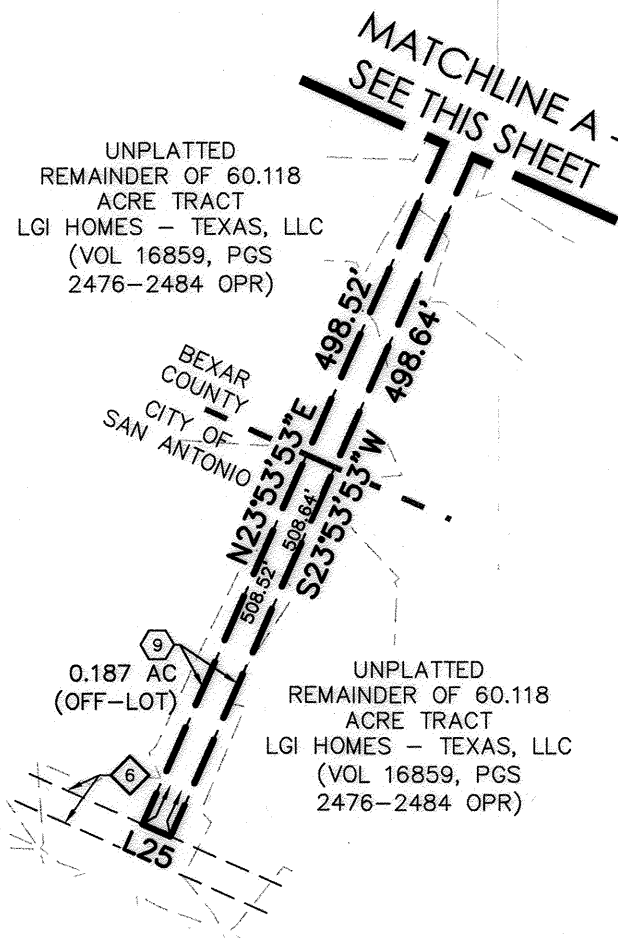 MATCHLINE A -
SEE THIS SHEET
UNPLATTED
REMAINDER OF 60.118
ACRE TRACT
LGI HOMES – TEXAS, LLC
(VOL 16859, PGS
2476–2484 OPR)
498.52'
498.64'
BEXAR
COUNTY
CITY OF
SAN ANTONIO
N23°53'53"E
508.64'
S23°53'53"W
508.52'
9
0.187 AC
(OFF–LOT)
UNPLATTED
REMAINDER OF 60.118
ACRE TRACT
LGI HOMES – TEXAS, LLC
(VOL 16859, PGS
2476–2484 OPR)
6
L25